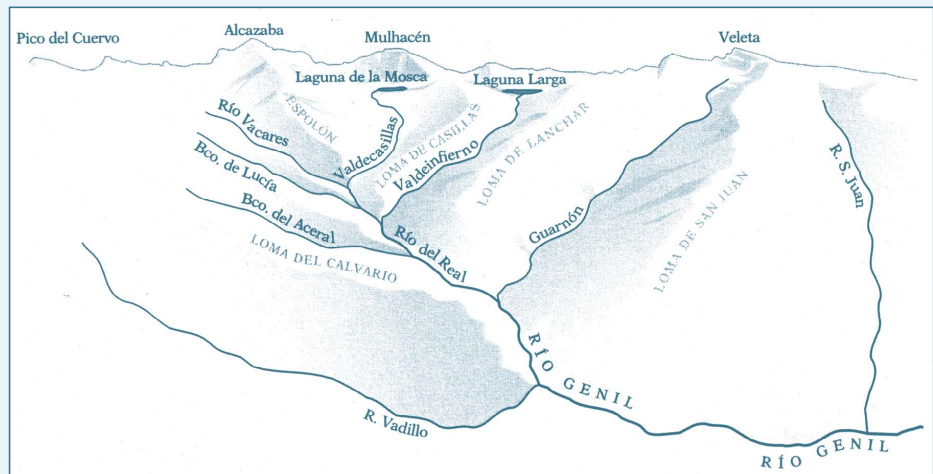 Pico del Cuervo
Alcazaba
Mulhacén
Veleta
Laguna de la Mosca
Laguna Larga
ESPOLÓN
Río Vacares
Valdecasillas
LOMA DE CASILLAS
Valdeinfierno
LOMA DE LANCHAR
Bco. de Lucía
Bco. del Aceral
Río del Real
Guarnón
LOMA DE SAN JUAN
R. S. Juan
LOMA DEL CALVARIO
RÍO GENIL
R. Vadillo
RÍO GENIL